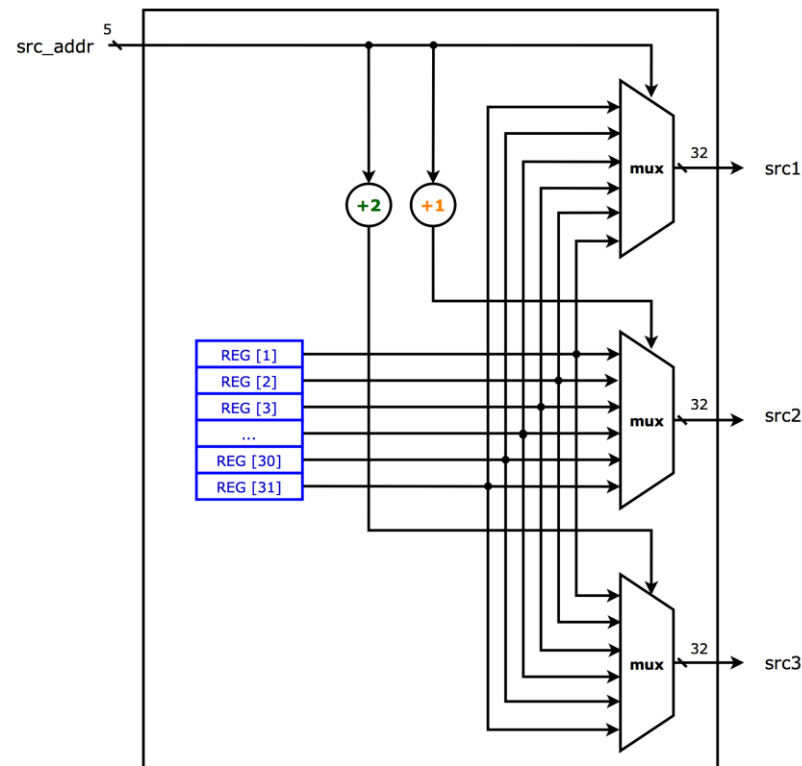 5
src_addr
mux
32
src1
+2
+1
REG [1]
REG [2]
REG [3]
...
REG [30]
REG [31]
mux
32
src2
mux
32
src3